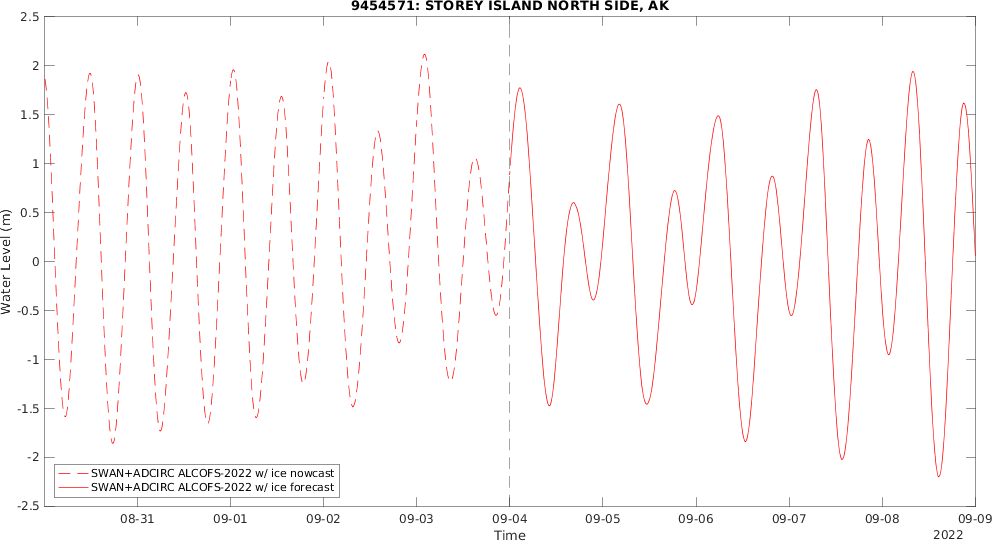 9454571: STOREY ISLAND NORTH SIDE, AK
2.5
2
1.5
1
0.5
0
-0.5
-1
-1.5
-2
-2.5
Water Level (m)
SWAN+ADCIRC ALCOFS-2022 w/ ice nowcast
SWAN+ADCIRC ALCOFS-2022 w/ ice forecast
08-31 09-01 09-02 09-03 09-04 09-05 09-06 09-07 09-08 09-09
Time
2022